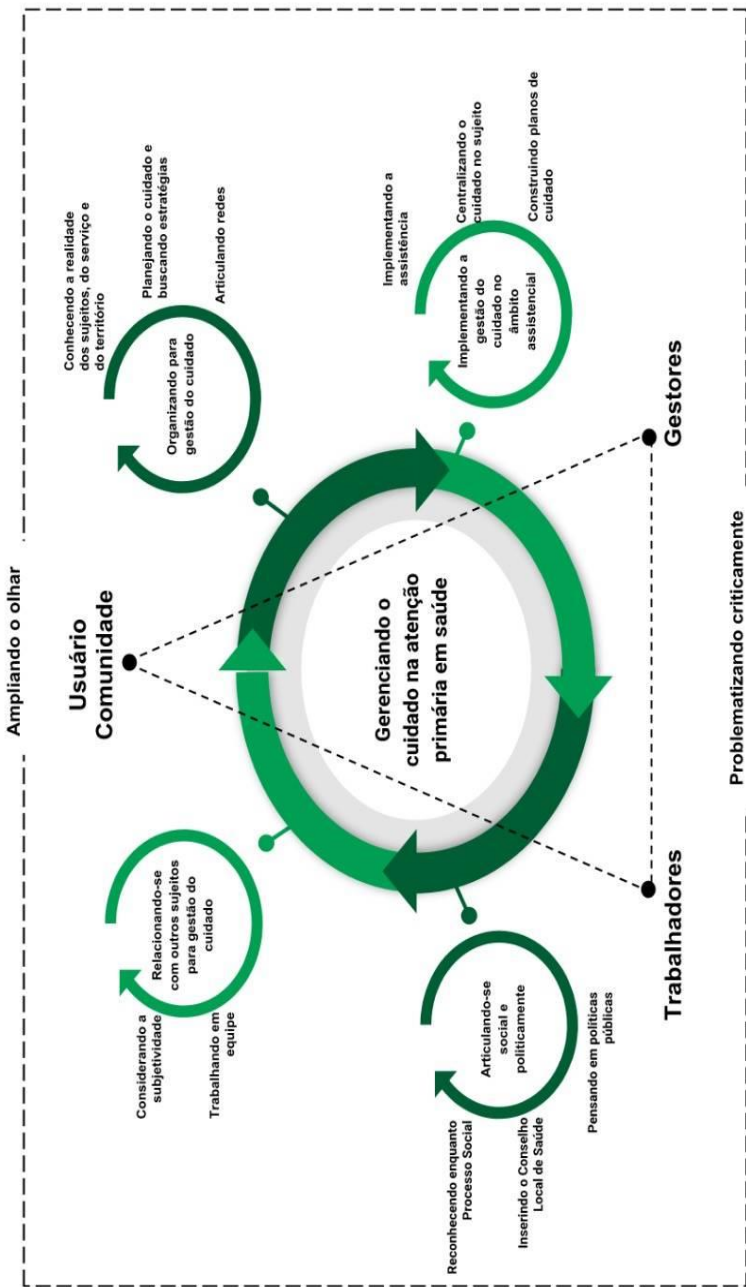 Ampliando o olhar
Usuário
Comunidade
Relacionando-se
com outros sujeitos
para gestão do
cuidado
Considerando a
subjetividade
Trabalhando em
equipe
Conhecendo a realidade
dos sujeitos, do serviço e
do território
Planejando o cuidado e
buscando estratégias
Articulando redes
Organizando para
gestão do cuidado
Gerenciando o
cuidado na atenção
primária em saúde
Articulando-se
social e
politicamente
Reconhecendo enquanto
Processo Social
Inserindo o Conselho
Local de Saúde
Pensando em políticas
públicas
Implementando a
assistência
Centralizando o
cuidado no sujeito
Construindo planos de
cuidado
Implementando a
gestão do
cuidado no
âmbito
assistencial
Trabalhadores
Gestores
Problematizando criticamente